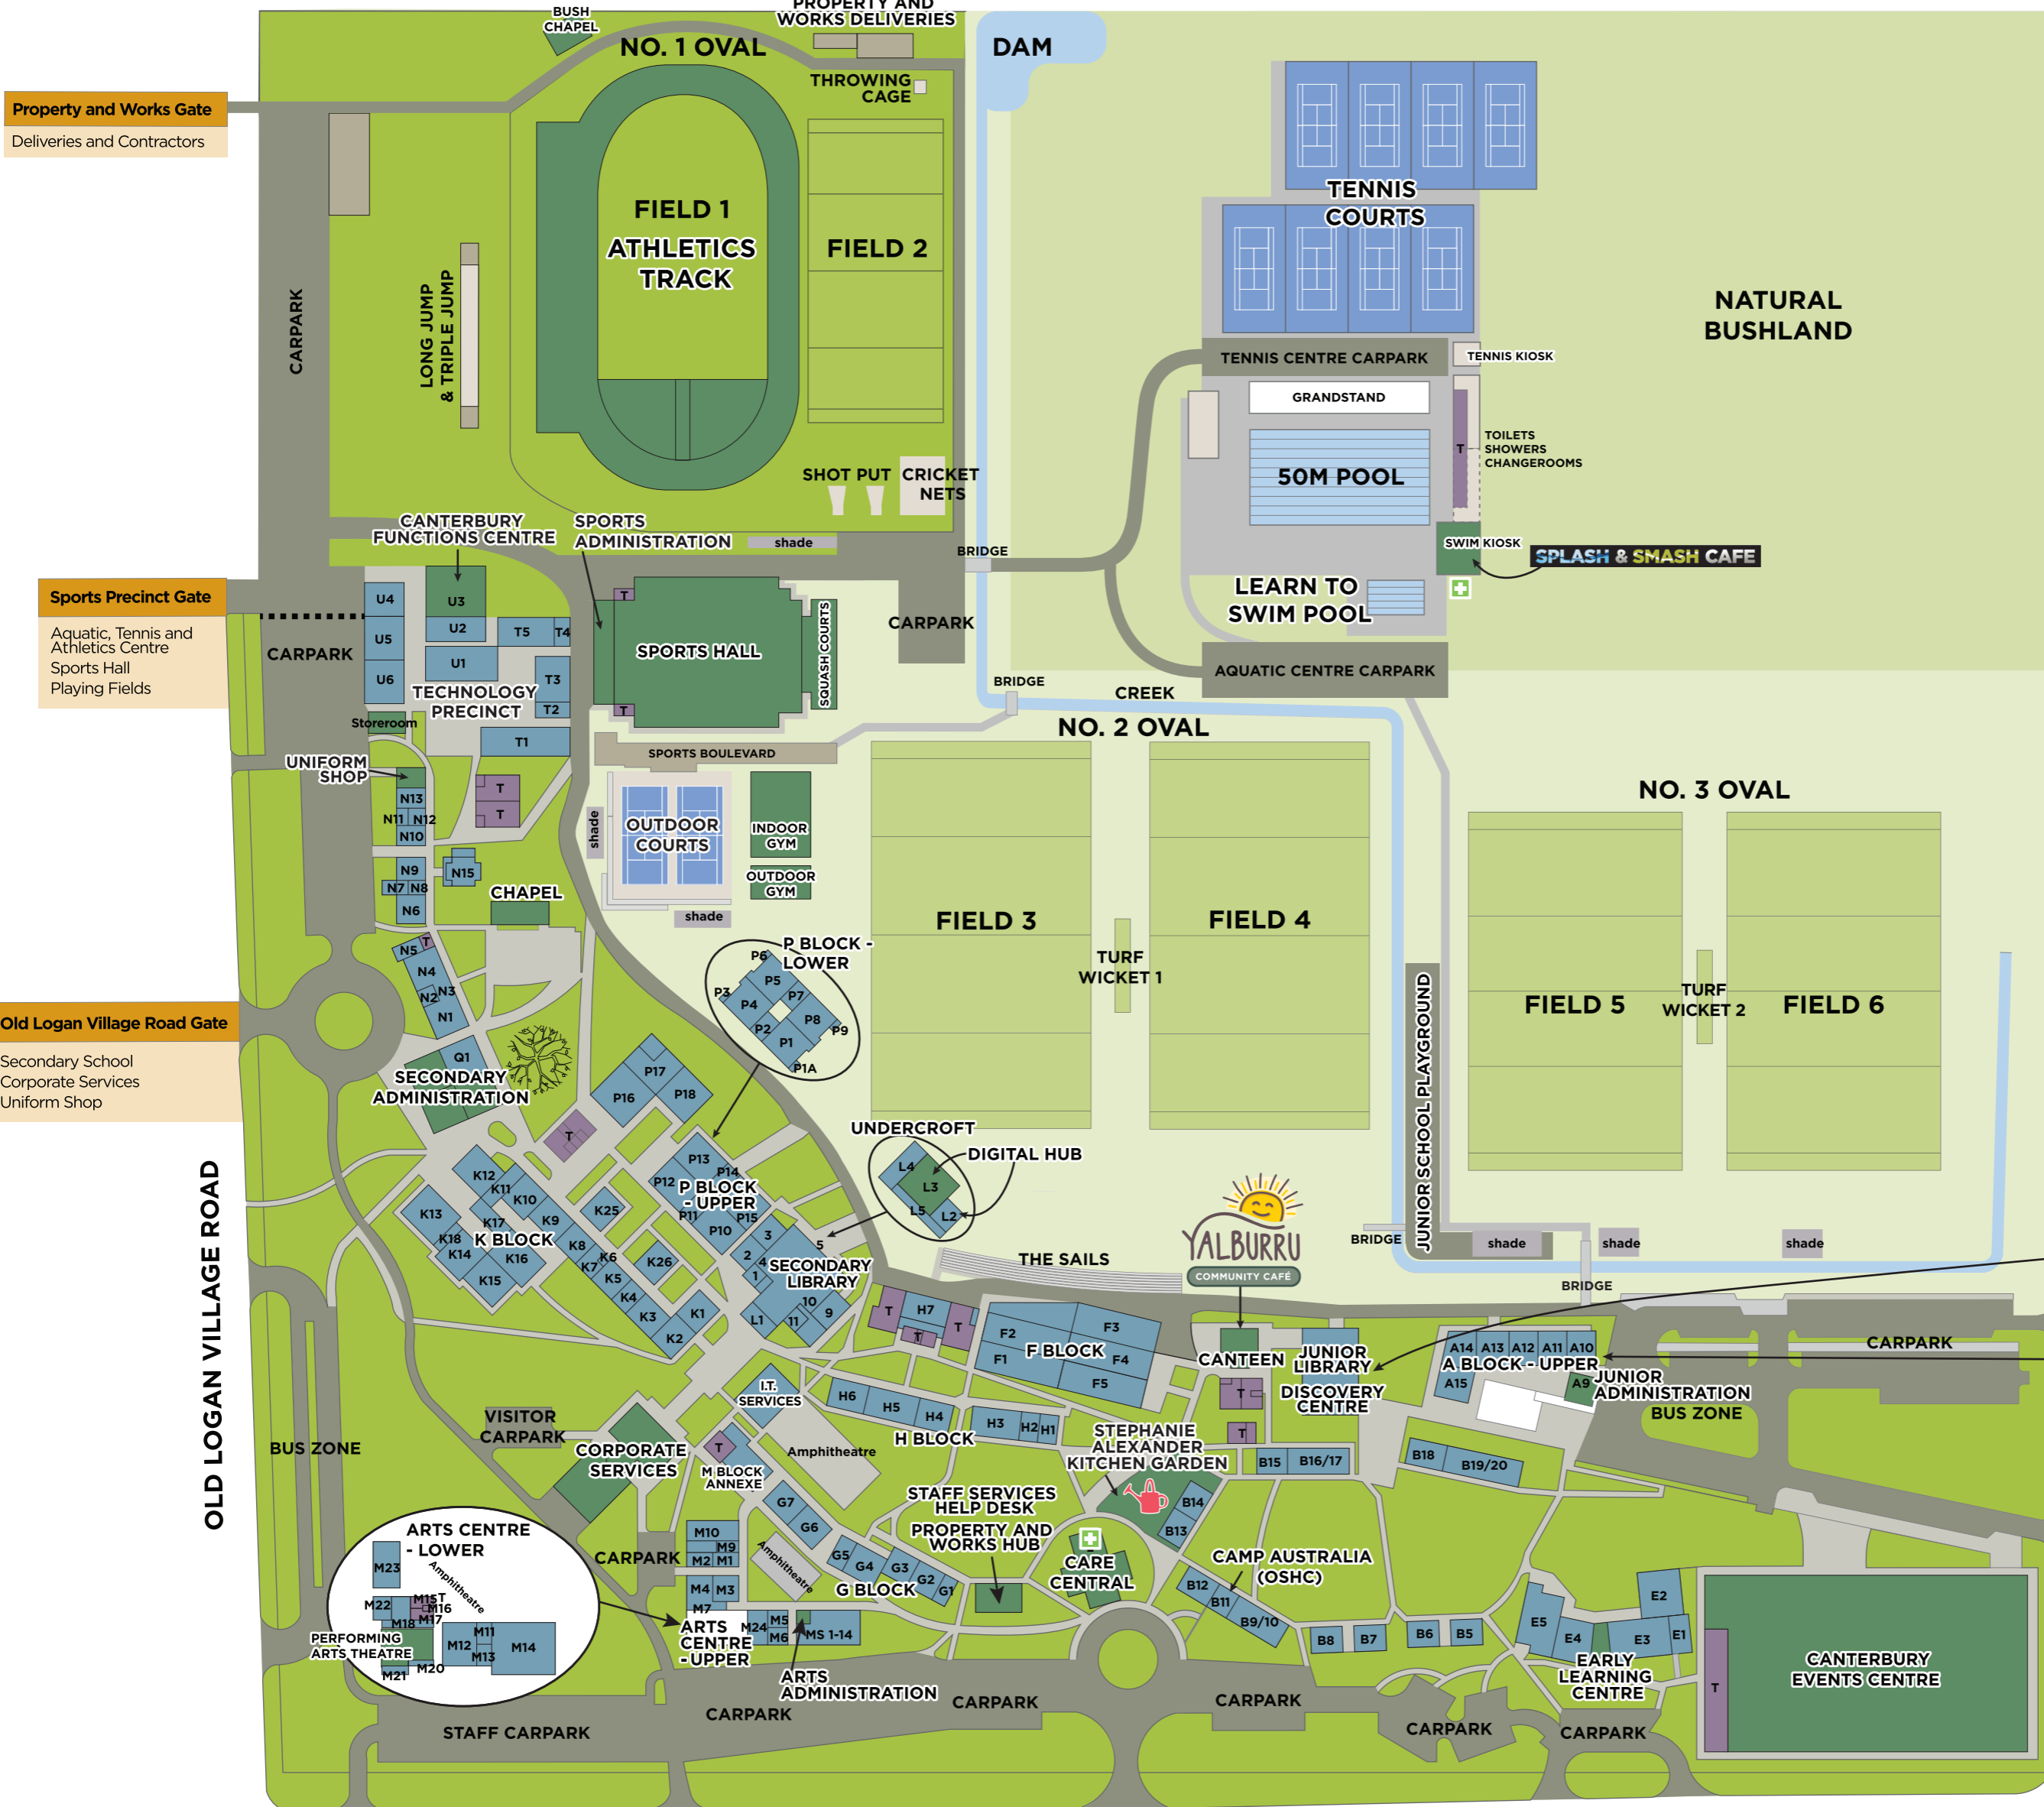 BUSH
CHAPEL
PROPERTY AND
WORKS DELIVERIES
NO. 1 OVAL
DAM
THROWING
CAGE
Property and Works Gate
Deliveries and Contractors
FIELD 1
ATHLETICS
TRACK
FIELD 2
TENNIS
COURTS
NATURAL
BUSHLAND
CARPARK
LONG JUMP
& TRIPLE JUMP
TENNIS CENTRE CARPARK
TENNIS KIOSK
GRANDSTAND
T
TOILETS
SHOWERS
CHANGEROOMS
50M POOL
SHOT PUT
CRICKET
NETS
CANTERBURY
FUNCTIONS CENTRE
SPORTS
ADMINISTRATION
shade
BRIDGE
SWIM KIOSK
SPLASH & SMASH CAFE
LEARN TO
SWIM POOL
Sports Precinct Gate
Aquatic, Tennis and
Athletics Centre
Sports Hall
Playing Fields
CARPARK
U4
U5
U6
U3
U2
U1
T5
T4
T3
T2
T1
TECHNOLOGY
PRECINCT
Storeroom
T
SPORTS HALL
T
SQUASH COURTS
CARPARK
AQUATIC CENTRE CARPARK
BRIDGE
CREEK
NO. 2 OVAL
SPORTS BOULEVARD
UNIFORM
SHOP
N13
N11
N12
N10
T
T
N9
N7
N8
N6
N15
CHAPEL
shade
OUTDOOR
COURTS
INDOOR
GYM
OUTDOOR
GYM
shade
NO. 3 OVAL
FIELD 3
FIELD 4
TURF
WICKET 1
FIELD 5
TURF
WICKET 2
FIELD 6
JUNIOR SCHOOL PLAYGROUND
N5
T
N4
N3
N2
N1
Old Logan Village Road Gate
Secondary School
Corporate Services
Uniform Shop
Q1
SECONDARY
ADMINISTRATION
P BLOCK -
LOWER
P6
P5
P3
P4
P7
P2
P8
P9
P1
P1A
P17
P16
P18
T
P13
P14
P12
P BLOCK
- UPPER
P11
P15
P10
UNDERCROFT
DIGITAL HUB
L4
L3
L5
L2
K12
K11
K10
K13
K17
K9
K25
K18
K BLOCK
K14
K16
K15
K8
K6
K7
K5
K26
K4
K3
K1
K2
3
5
2
4
1
SECONDARY
LIBRARY
10
9
11
L1
YALBURRU
COMMUNITY CAFÉ
THE SAILS
BRIDGE
shade
shade
shade
BRIDGE
OLD LOGAN VILLAGE ROAD
T
H7
T
T
F2
F3
F1
F BLOCK
F4
F5
CANTEEN
T
T
JUNIOR
LIBRARY
DISCOVERY
CENTRE
A14
A13
A12
A11
A10
A BLOCK - UPPER
A15
A9
JUNIOR
ADMINISTRATION
BUS ZONE
CARPARK
I.T.
SERVICES
H6
H5
H4
H3
H2
H1
H BLOCK
VISITOR
CARPARK
CORPORATE
SERVICES
BUS ZONE
T
M BLOCK
ANNEXE
Amphitheatre
STEPHANIE
ALEXANDER
KITCHEN GARDEN
B15
B16/17
B18
B19/20
B14
B13
G7
G6
G5
G4
G3
G2
G1
G BLOCK
STAFF SERVICES
HELP DESK
PROPERTY AND
WORKS HUB
CARE
CENTRAL
CAMP AUSTRALIA
(OSHC)
B12
B11
B9/10
B8
B7
B6
B5
ARTS CENTRE
- LOWER
M23
Amphitheatre
M22
M15
T
M16
M18
M17
PERFORMING
ARTS THEATRE
M20
M21
M12
M11
M13
M14
CARPARK
M10
M9
M2
M1
M4
M3
M7
Amphitheatre
M24
M5
M6
MS 1-14
ARTS
CENTRE
- UPPER
ARTS
ADMINISTRATION
E2
E5
E4
E3
E1
EARLY
LEARNING
CENTRE
T
CANTERBURY
EVENTS CENTRE
STAFF CARPARK
CARPARK
CARPARK
CARPARK
CARPARK
CARPARK